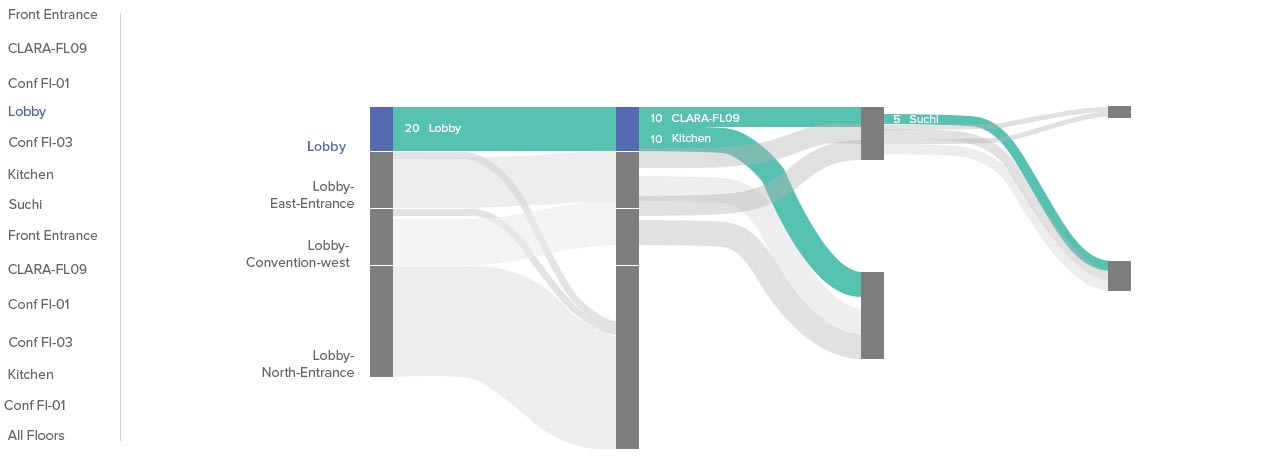 Front Entrance
CLARA-FL09
Conf Fl-01
Lobby
Conf Fl-03
Kitchen
Suchi
Front Entrance
CLARA-FL09
Conf Fl-01
Conf Fl-03
Kitchen
Conf Fl-01
All Floors
Lobby
Lobby-
East-Entrance
Lobby-
Convention-west
Lobby-
North-Entrance
20 Lobby
10 CLARA-FL09
10 Kitchen
5 Suchi